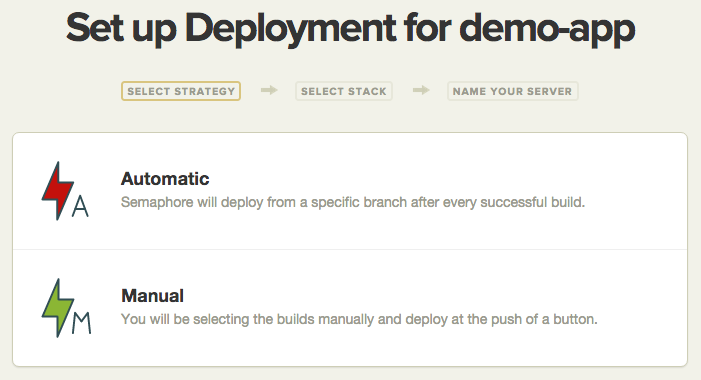 Set up Deployment for demo-app
SELECT STRATEGY
SELECT STACK
NAME YOUR SERVER
Automatic
Semaphore will deploy from a specific branch after every successful build.
A
Manual
You will be selecting the builds manually and deploy at the push of a button.
M